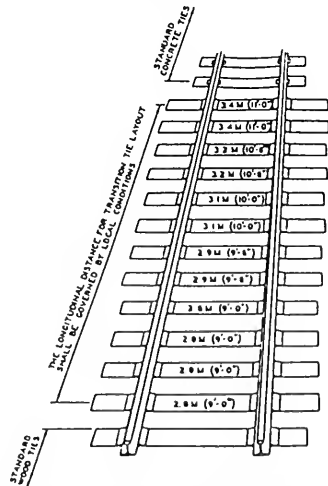 STANDARD
CONCRETE TIES
THE LONGITUDINAL DISTANCE FOR TRANSITION TIE LAYOUT
SHALL BE GOVERNED BY LOCAL CONDITIONS
3.4 M (11'-0")
3.4 M (11'-0")
3.2 M (10'-6")
3.2 M (10'-6")
3.1 M (10'-0")
3.1 M (10'-0")
2.9 M (9'-6")
2.9 M (9'-6")
2.8 M (9'-0")
2.8 M (9'-0")
2.8 M (9'-0")
2.8 M (9'-0")
STANDARD
WOOD TIES